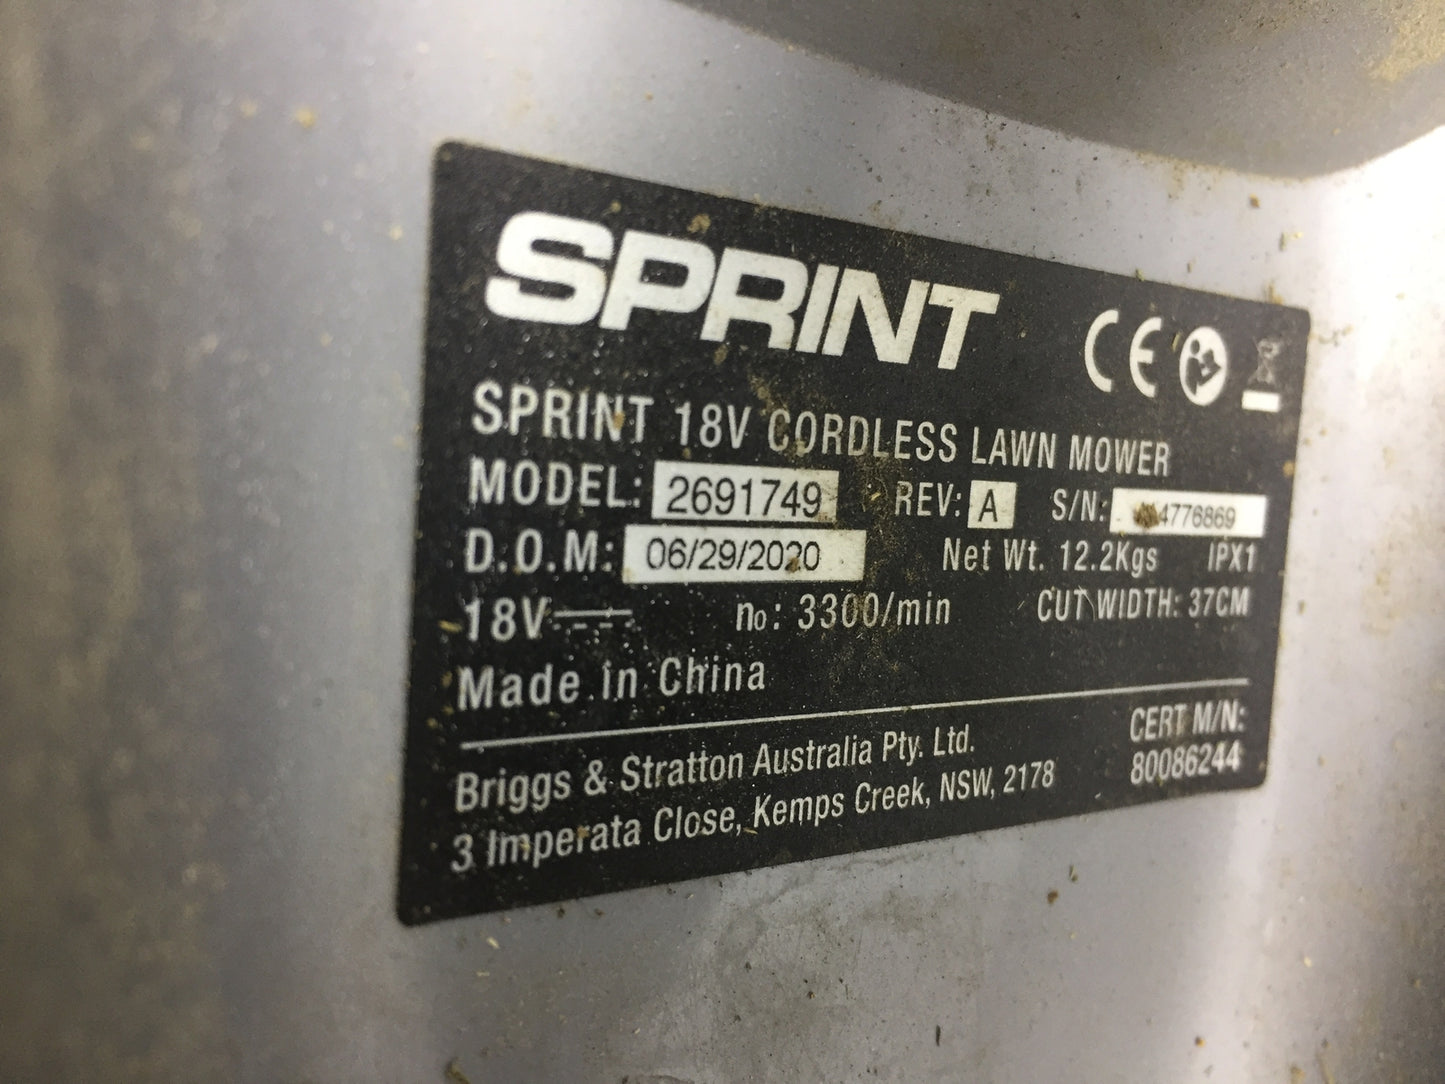 SPRINT
CE
SPRINT 18V CORDLESS LAWN MOWER
MODEL: 2691749 REV: A S/N: 4776869
D.O.M: 06/29/2020 Net Wt. 12.2Kgs IPX1
18V n₀: 3300/min CUT WIDTH: 37CM
Made in China
Briggs & Stratton Australia Pty. Ltd.
3 Imperata Close, Kemps Creek, NSW, 2178
CERT M/N:
80086244